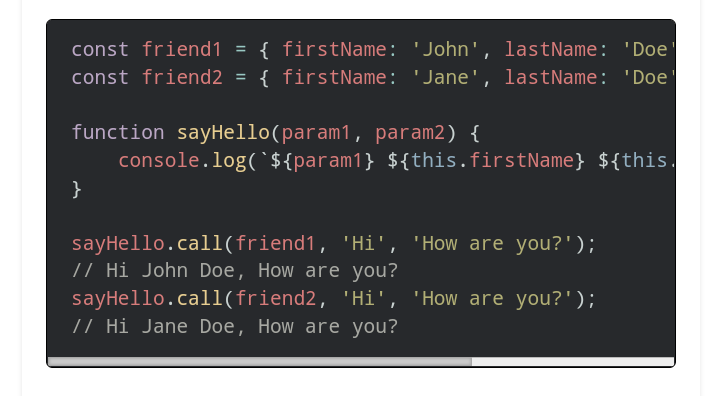 const friend1 = { firstName: 'John', lastName: 'Doe'
const friend2 = { firstName: 'Jane', lastName: 'Doe'
function sayHello(param1, param2) {
    console.log(`${param1} ${this.firstName} ${this.
}
sayHello.call(friend1, 'Hi', 'How are you?');
// Hi John Doe, How are you?
sayHello.call(friend2, 'Hi', 'How are you?');
// Hi Jane Doe, How are you?